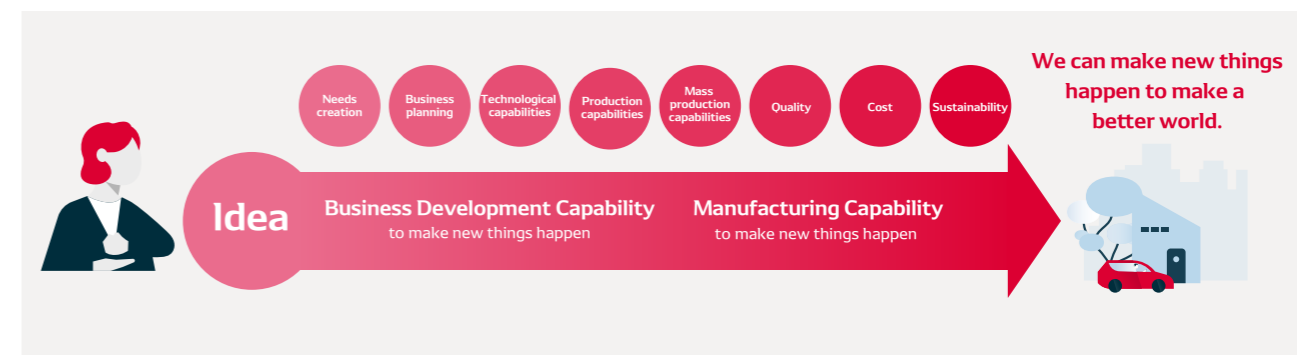 Needs
creation
Business
planning
Technological
capabilities
Production
capabilities
Mass
production
capabilities
Quality
Cost
Sustainability
We can make new things
happen to make a
better world.
Idea
Business Development Capability
to make new things happen
Manufacturing Capability
to make new things happen